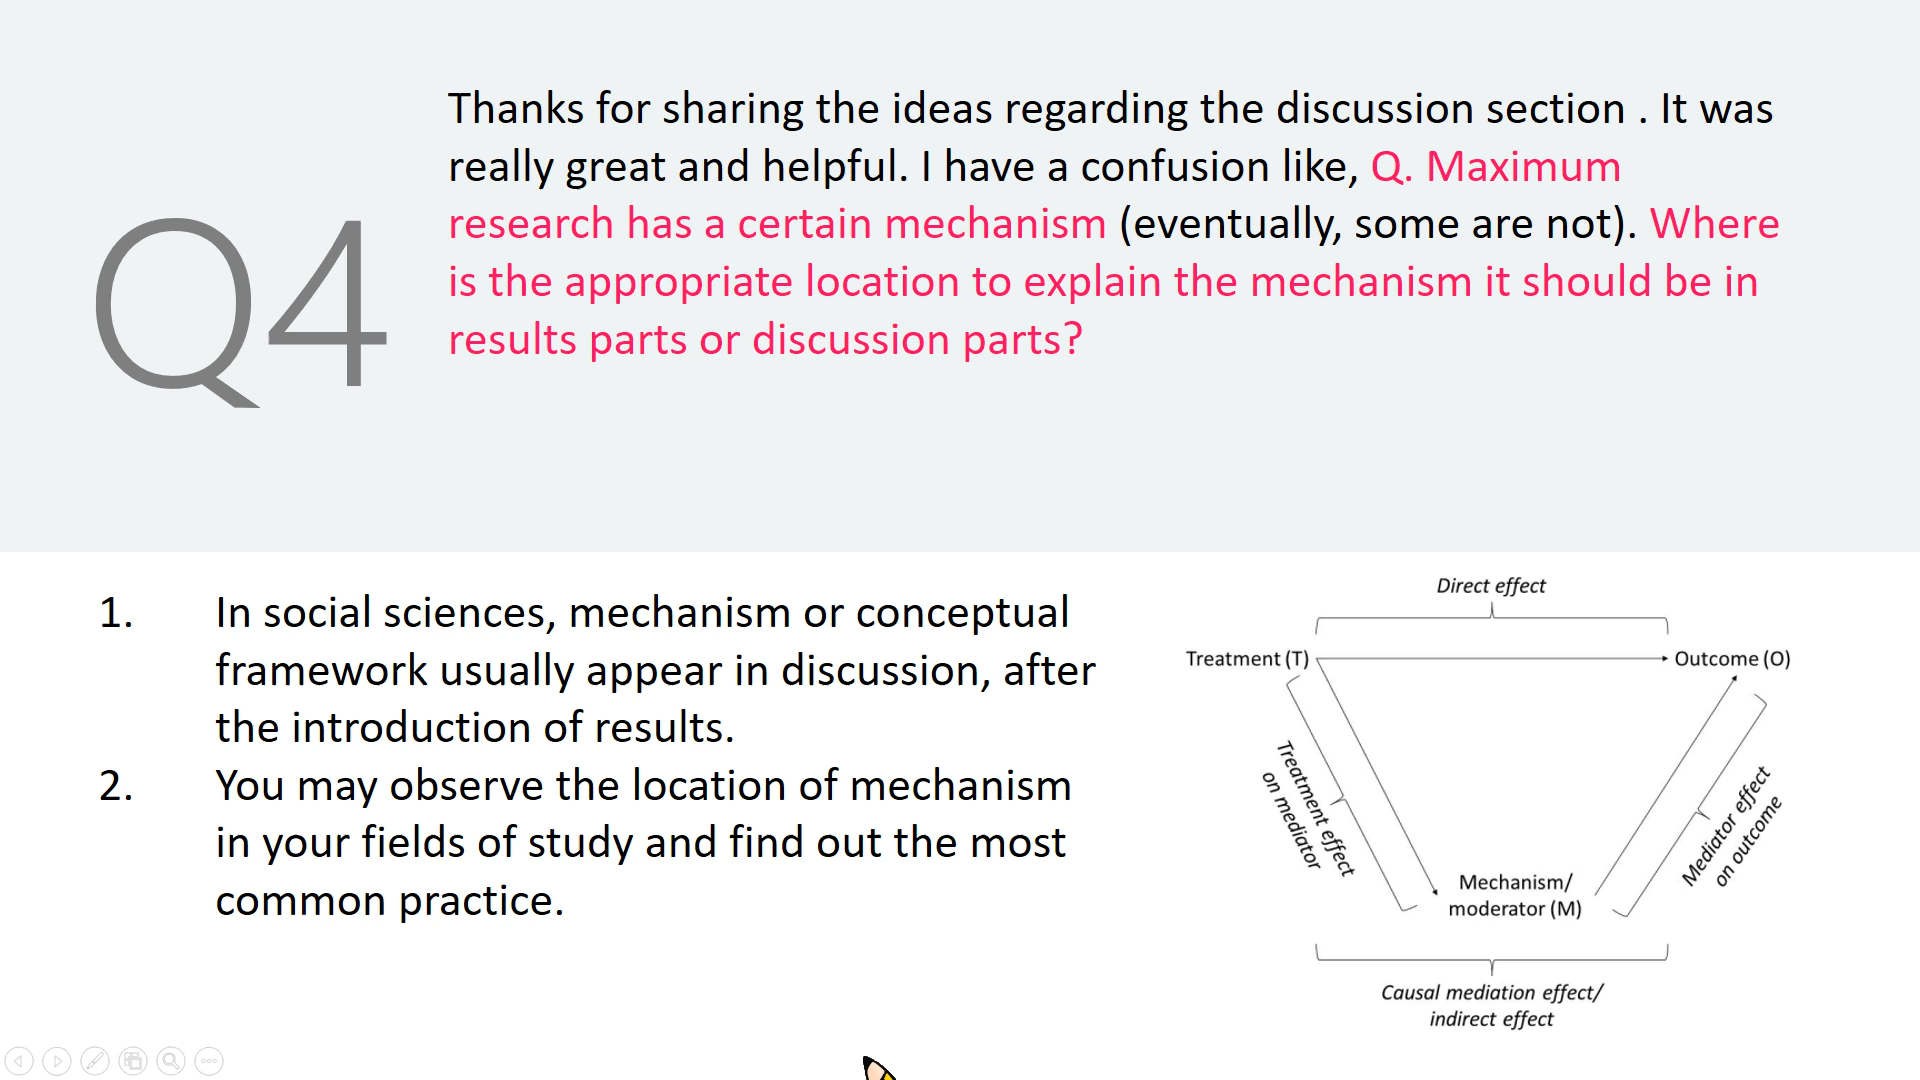 Q4
Thanks for sharing the ideas regarding the discussion section . It was
really great and helpful. I have a confusion like, Q. Maximum
research has a certain mechanism (eventually, some are not). Where
is the appropriate location to explain the mechanism it should be in
results parts or discussion parts?
1. In social sciences, mechanism or conceptual
framework usually appear in discussion, after
the introduction of results.
2. You may observe the location of mechanism
in your fields of study and find out the most
common practice.
Direct effect
Treatment (T)
Outcome (O)
Treatment effect
on mediator
Mediator effect
on outcome
Mechanism/
moderator (M)
Causal mediation effect/
indirect effect